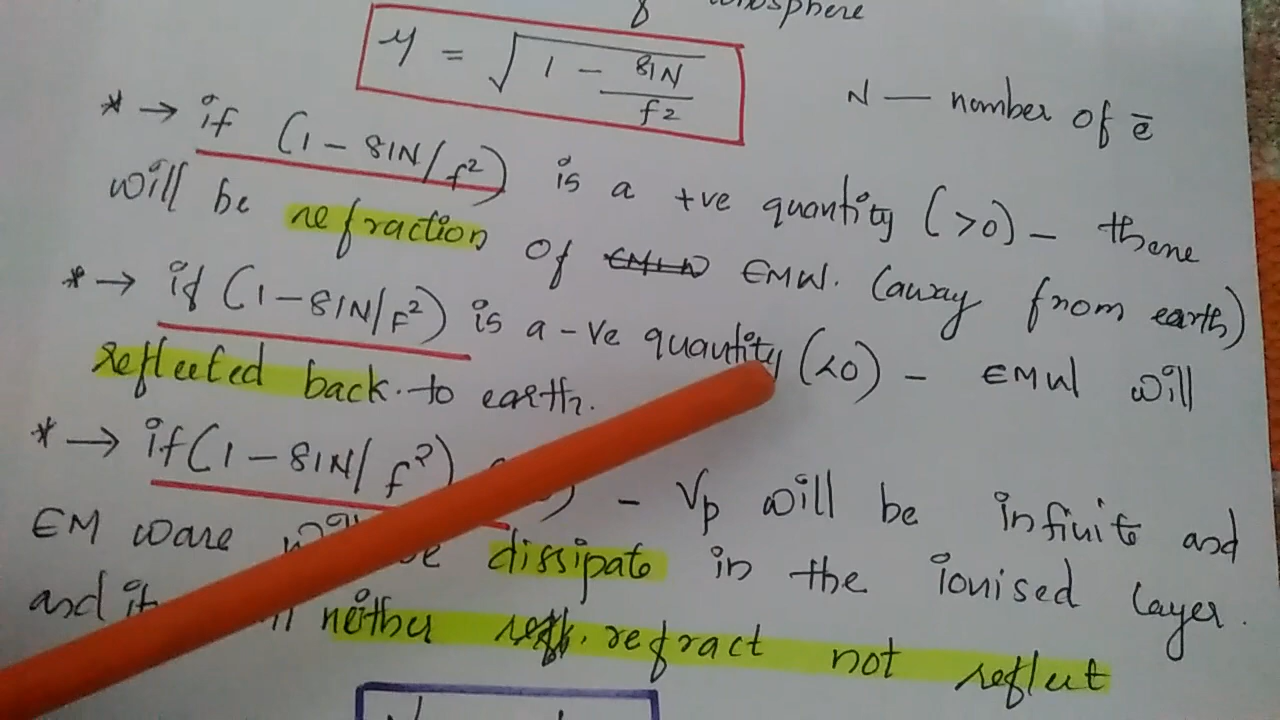 of ionosphere
μ = √ 1 - 81N / f2
N — number of ē
* → if (1 - 81N/f²) is a +ve quantity (>0) - there
will be refraction of EMW. (away from earth)
* → if (1 - 81N/F²) is a -ve quantity (<0) - EMW will
reflected back. to earth.
* → if (1 - 81N/f²) - Vp will be infinite and
EM wave dissipate in the ionised layer.
and neither refract not reflect